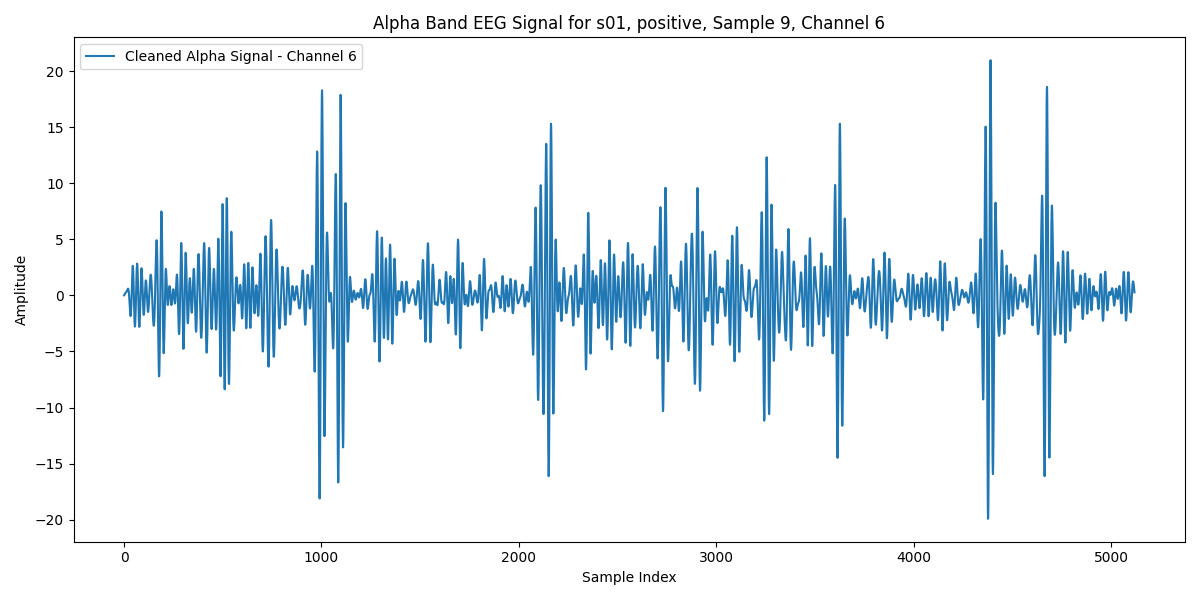 Alpha Band EEG Signal for s01, positive, Sample 9, Channel 6
Cleaned Alpha Signal - Channel 6
Amplitude
20
15
10
5
0
−5
−10
−15
−20
0 1000 2000 3000 4000 5000
Sample Index